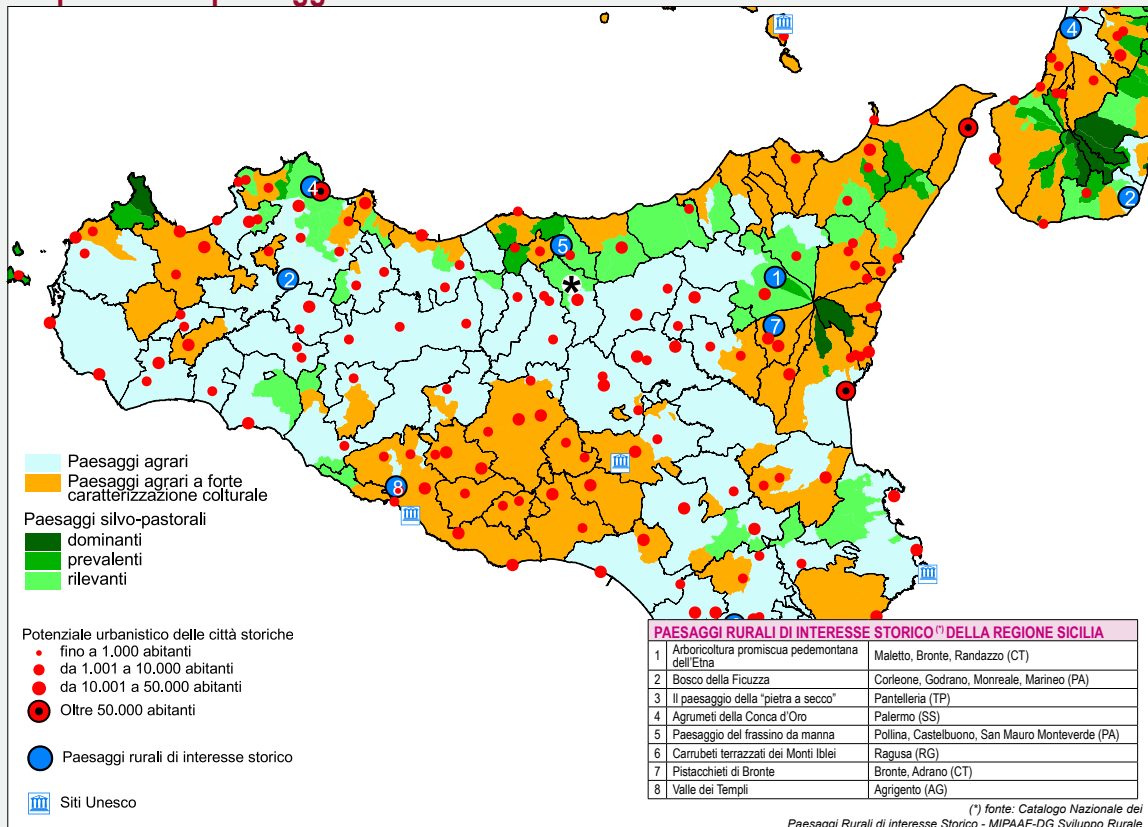 4
2
4
5
2
1
*
7
8
Paesaggi agrari
Paesaggi agrari a forte
caratterizzazione colturale
Paesaggi silvo-pastorali
dominanti
prevalenti
rilevanti
Potenziale urbanistico delle città storiche
fino a 1.000 abitanti
da 1.001 a 10.000 abitanti
da 10.001 a 50.000 abitanti
Oltre 50.000 abitanti
Paesaggi rurali di interesse storico
Siti Unesco
PAESAGGI RURALI DI INTERESSE STORICO (*) DELLA REGIONE SICILIA
1 Arboricoltura promiscua pedemontana dell'Etna Maletto, Bronte, Randazzo (CT)
2 Bosco della Ficuzza Corleone, Godrano, Monreale, Marineo (PA)
3 Il paesaggio della "pietra a secco" Pantelleria (TP)
4 Agrumeti della Conca d'Oro Palermo (SS)
5 Paesaggio del frassino da manna Pollina, Castelbuono, San Mauro Monteverde (PA)
6 Carrubeti terrazzati dei Monti Iblei Ragusa (RG)
7 Pistacchieti di Bronte Bronte, Adrano (CT)
8 Valle dei Templi Agrigento (AG)
(*) fonte: Catalogo Nazionale dei
Paesaggi Rurali di interesse Storico - MIPAAF-DG Sviluppo Rurale